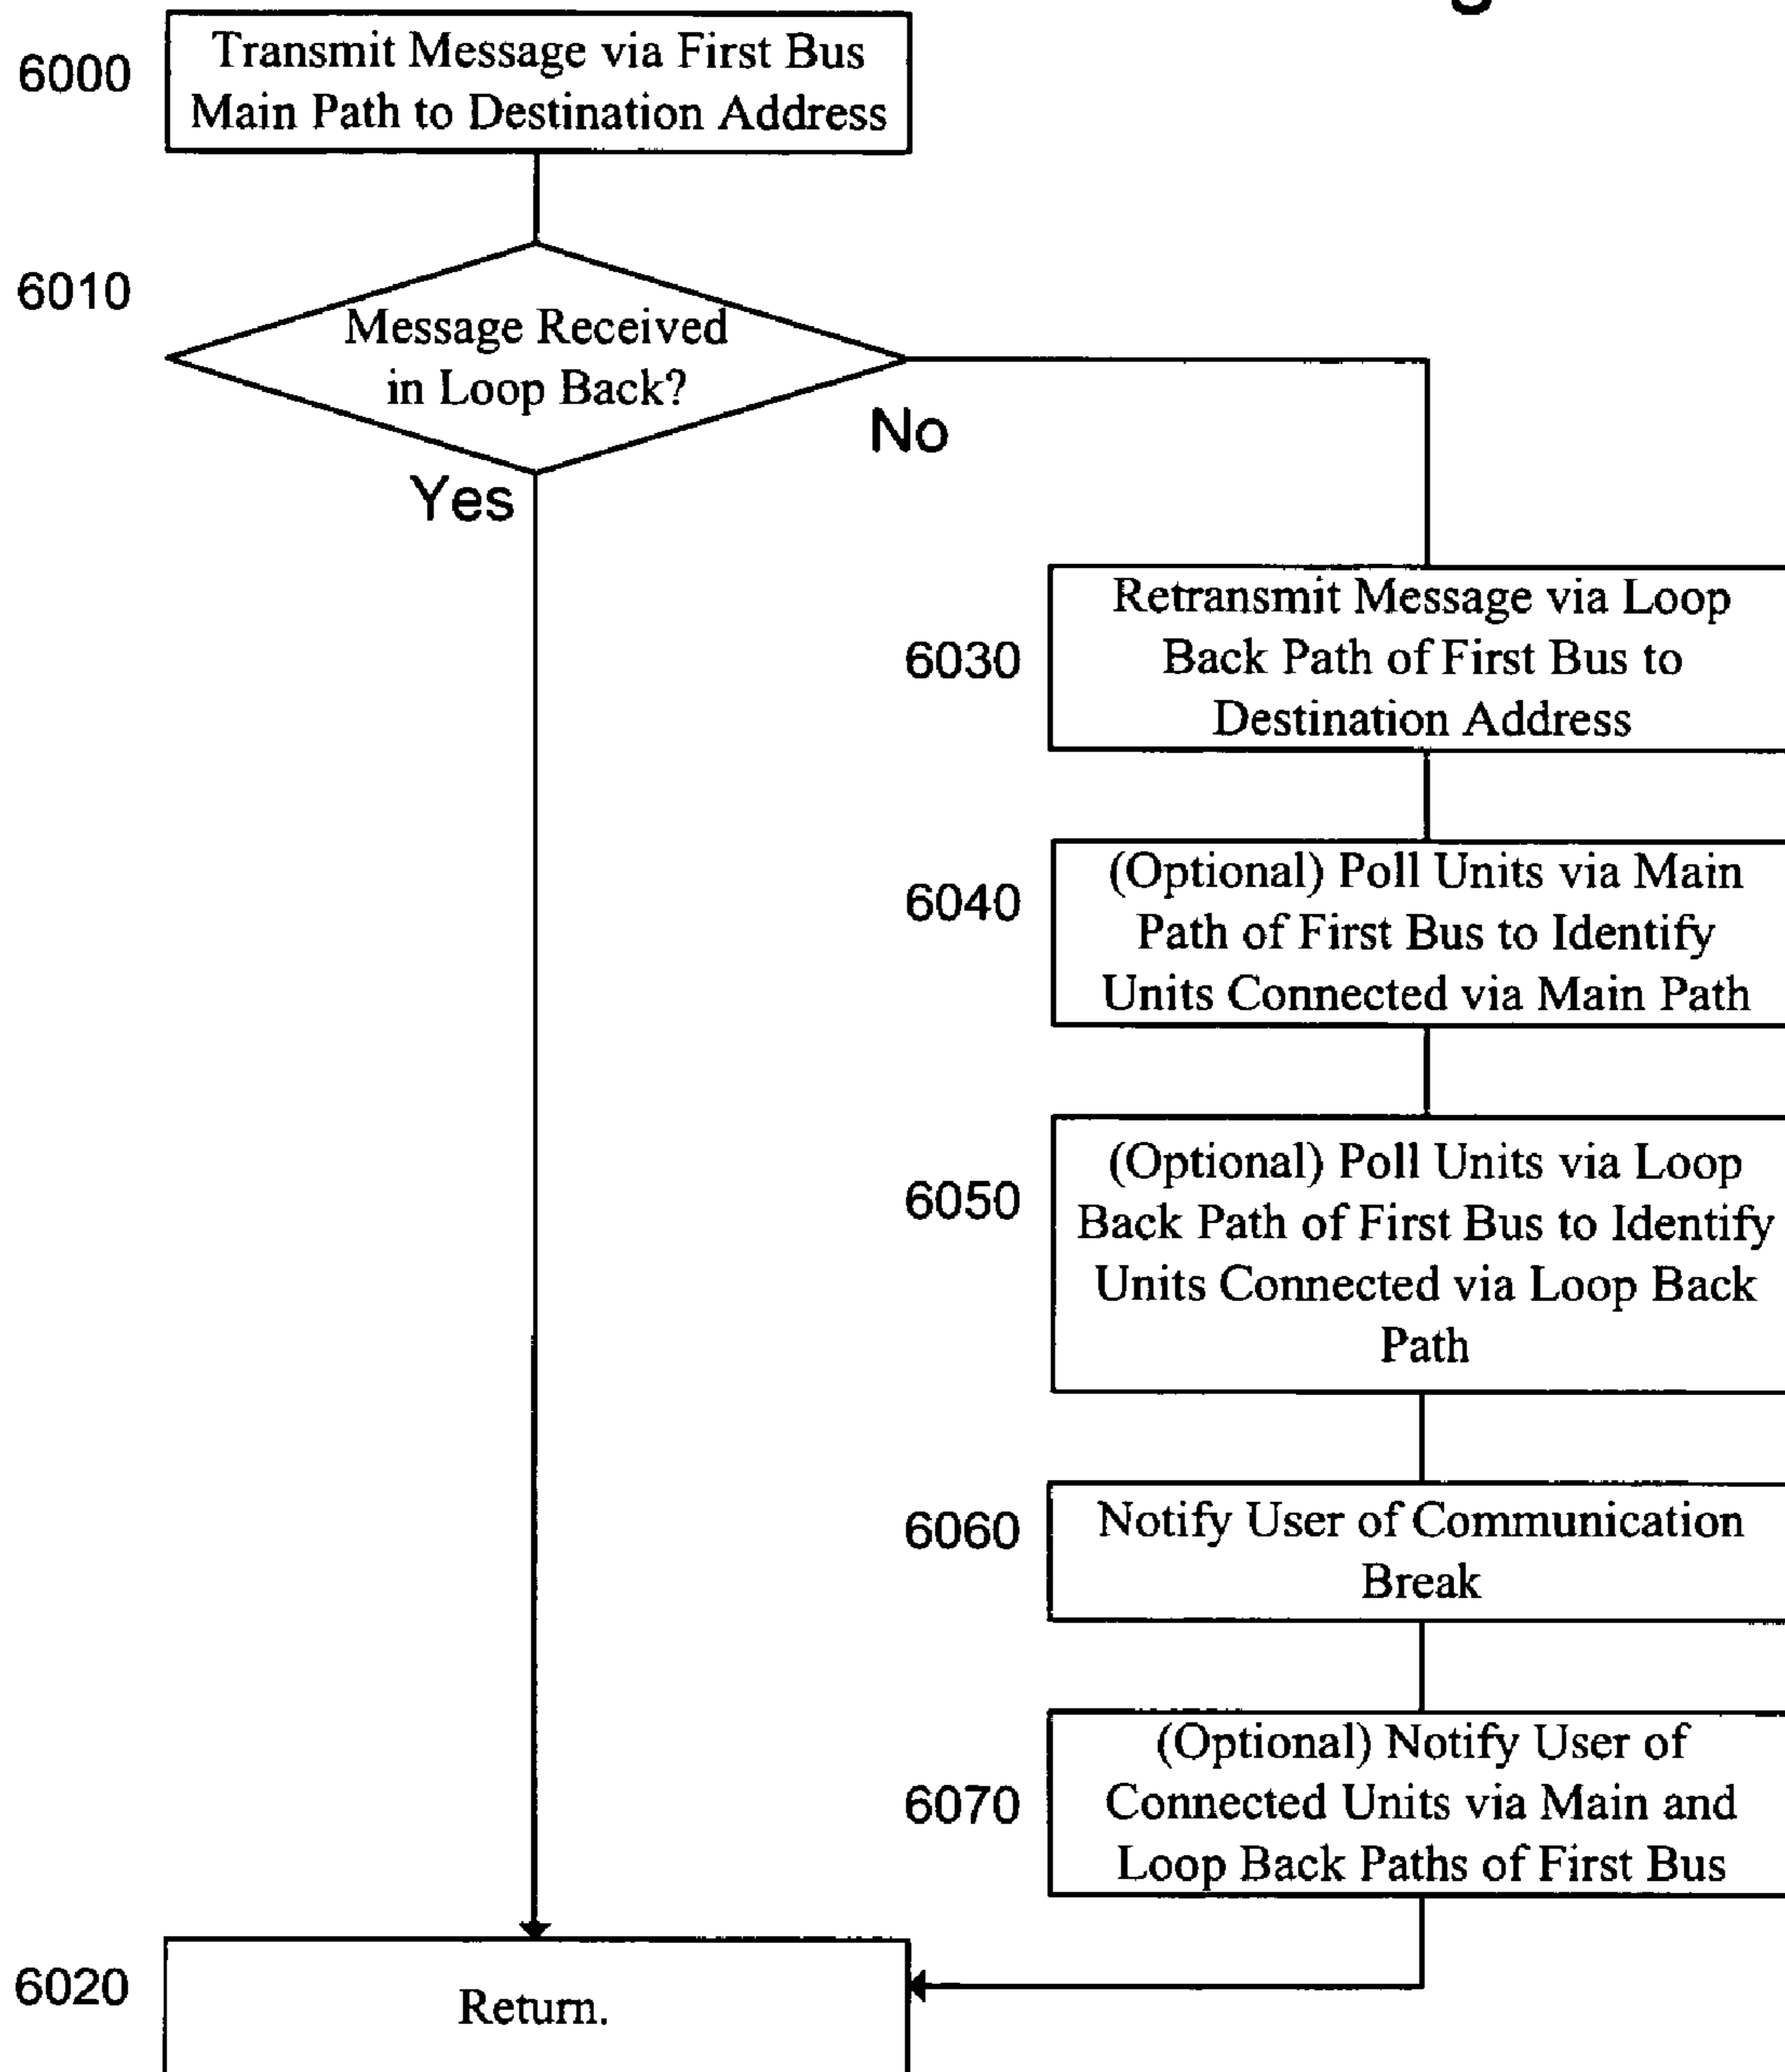 6000
Transmit Message via First Bus
Main Path to Destination Address
6010
Message Received
in Loop Back?
No
Yes
6030
Retransmit Message via Loop
Back Path of First Bus to
Destination Address
6040
(Optional) Poll Units via Main
Path of First Bus to Identify
Units Connected via Main Path
6050
(Optional) Poll Units via Loop
Back Path of First Bus to Identify
Units Connected via Loop Back
Path
6060
Notify User of Communication
Break
6070
(Optional) Notify User of
Connected Units via Main and
Loop Back Paths of First Bus
6020
Return.